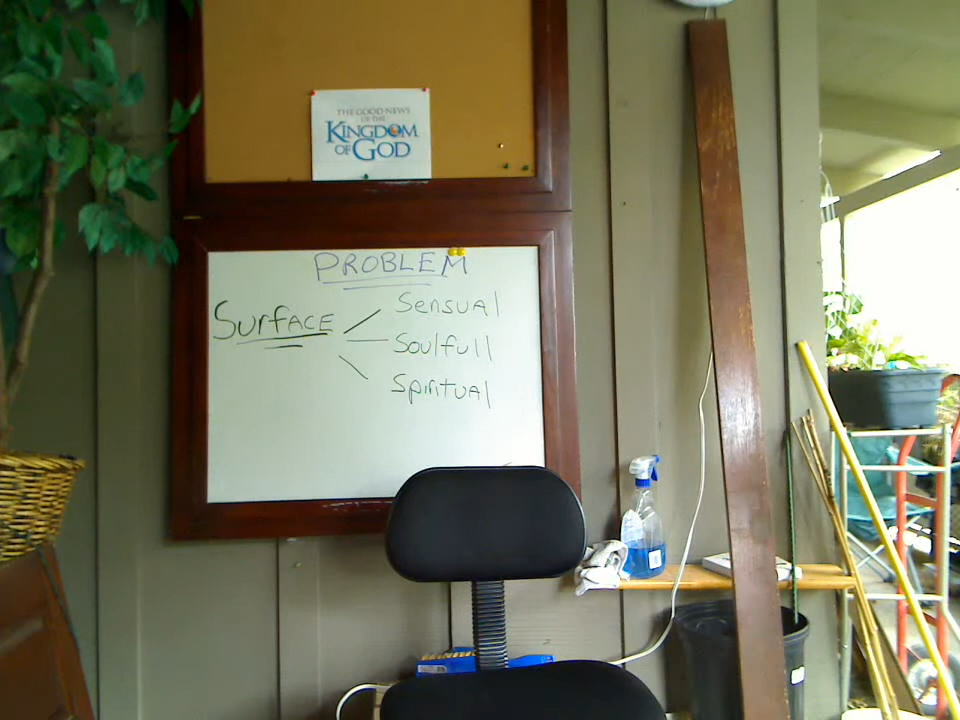 THE GOOD NEWS
OF THE
KINGDOM
OF GOD
PROBLEM
SURFACE
Sensual
Soulfull
Spiritual